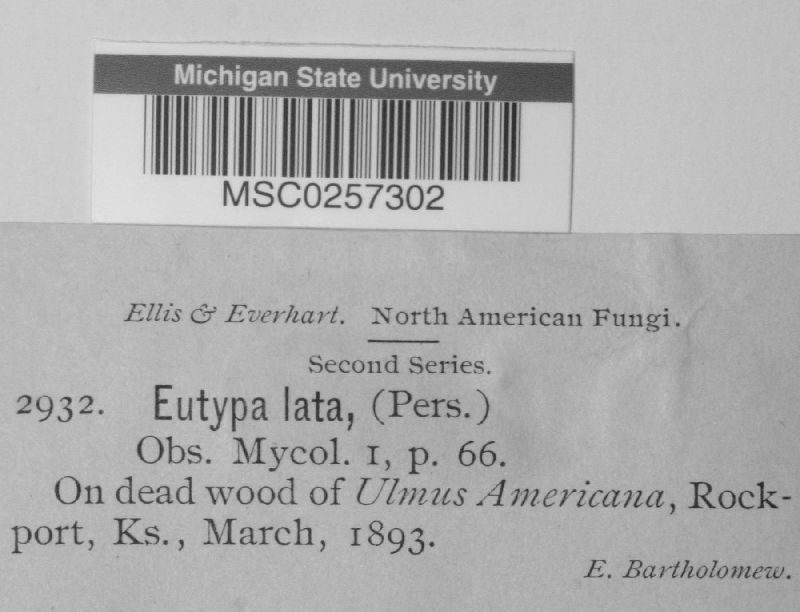 Michigan State University
MSC0257302
Ellis & Everhart. North American Fungi.
Second Series.
2932. Eutypa lata, (Pers.)
Obs. Mycol. 1, p. 66.
On dead wood of Ulmus Americana, Rock-
port, Ks., March, 1893.
E. Bartholomew.